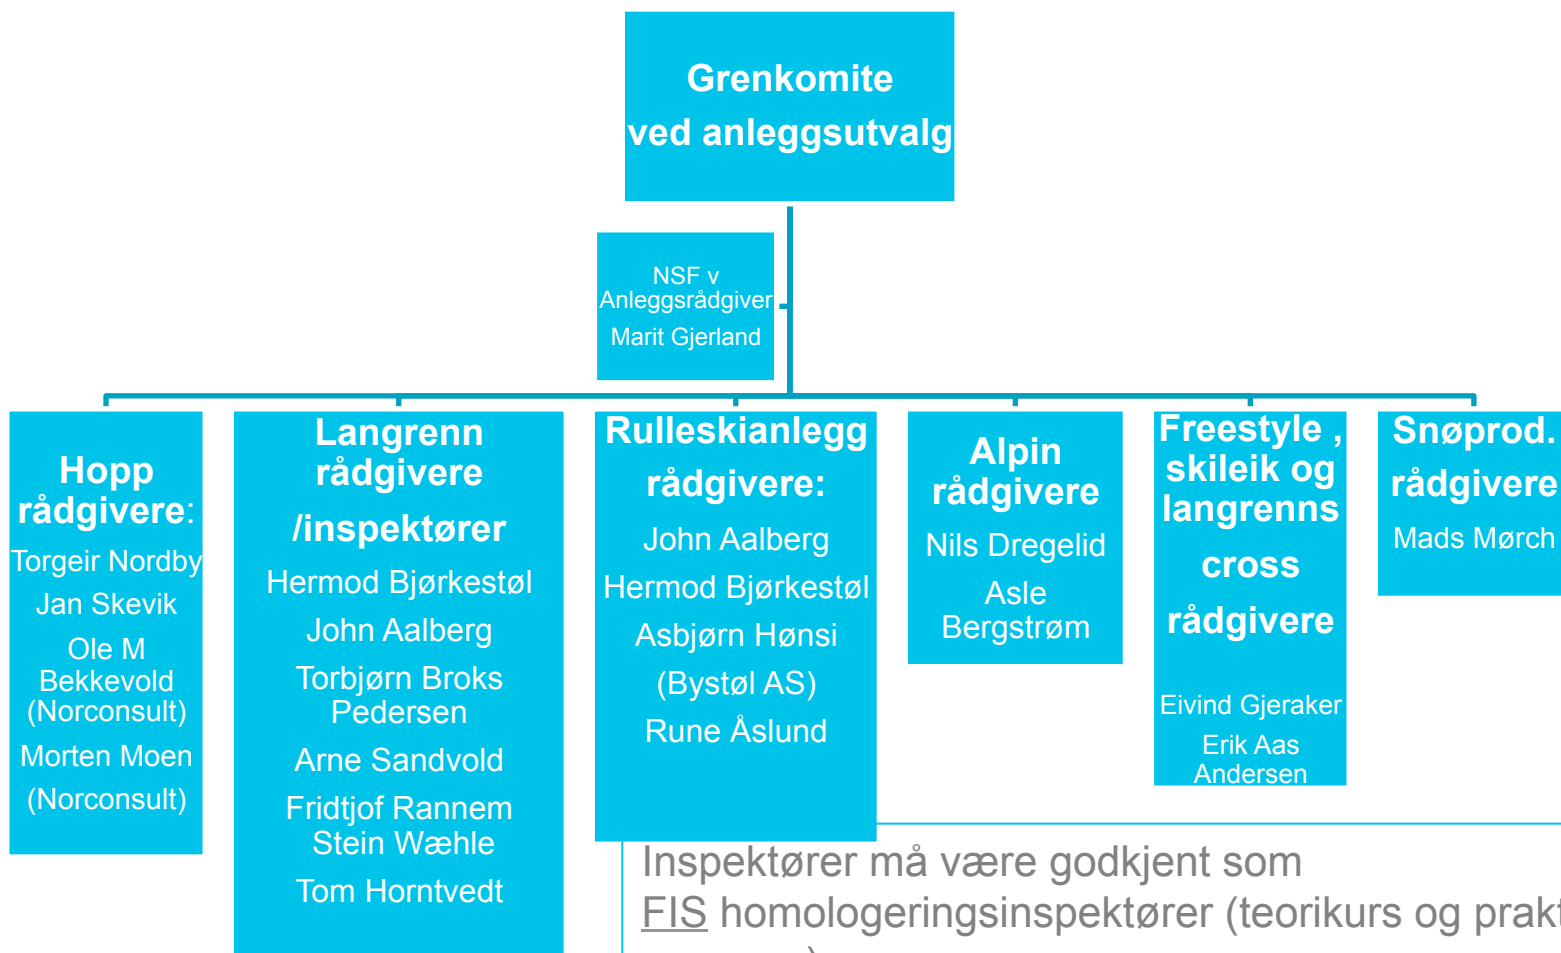 Grenkomite
ved anleggsutvalg
NSF v
Anleggsrådgiver
Marit Gjerland
Hopp
rådgivere:
Torgeir Nordby
Jan Skevik
Ole M
Bekkevold
(Norconsult)
Morten Moen
(Norconsult)
Langrenn
rådgivere
/inspektører
Hermod Bjørkestøl
John Aalberg
Torbjørn Broks
Pedersen
Arne Sandvold
Fridtjof Rannem
Stein Wæhle
Tom Horntvedt
Rulleskianlegg
rådgivere:
John Aalberg
Hermod Bjørkestøl
Asbjørn Hønsi
(Bystøl AS)
Rune Åslund
Alpin
rådgivere
Nils Dregelid
Asle
Bergstrøm
Freestyle ,
skileik og
langrenns
cross
rådgivere
Eivind Gjeraker
Erik Aas
Andersen
Snøprod.
rådgivere
Mads Mørch
Inspektører må være godkjent som
FIS homologeringsinspektører (teorikurs og prakt